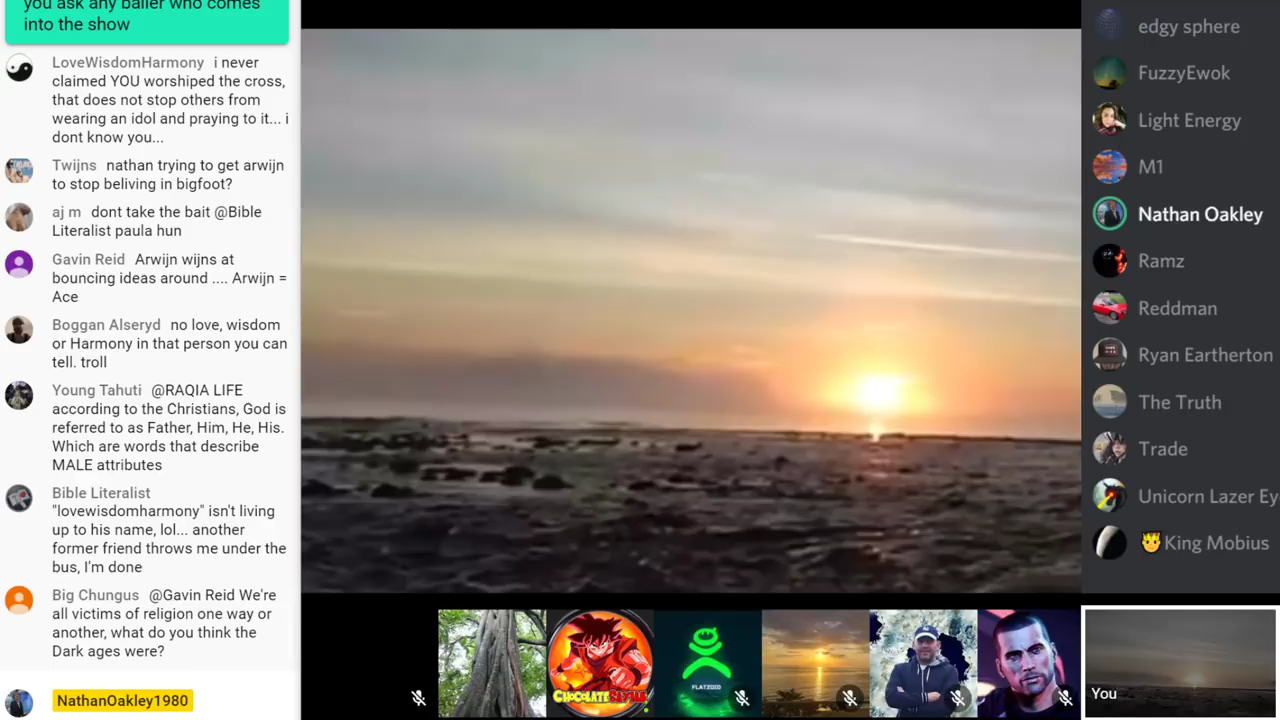 you ask any baller who comes
into the show
LoveWisdomHarmony i never
claimed YOU worshiped the cross,
that does not stop others from
wearing an idol and praying to it... i
dont know you...
Twijns nathan trying to get arwijn
to stop beliving in bigfoot?
aj m dont take the bait @Bible
Literalist paula hun
Gavin Reid Arwijn wijns at
bouncing ideas around .... Arwijn =
Ace
Boggan Alseryd no love, wisdom
or Harmony in that person you can
tell. troll
Young Tahuti @RAQIA LIFE
according to the Christians, God is
referred to as Father, Him, He, His.
Which are words that describe
MALE attributes
Bible Literalist
"lovewisdomharmony" isn't living
up to his name, lol... another
former friend throws me under the
bus, I'm done
Big Chungus @Gavin Reid We're
all victims of religion one way or
another, what do you think the
Dark ages were?
NathanOakley1980
edgy sphere
FuzzyEwok
Light Energy
M1
Nathan Oakley
Ramz
Reddman
Ryan Eartherton
The Truth
Trade
Unicorn Lazer Ey
King Mobius
FLATZOID
You